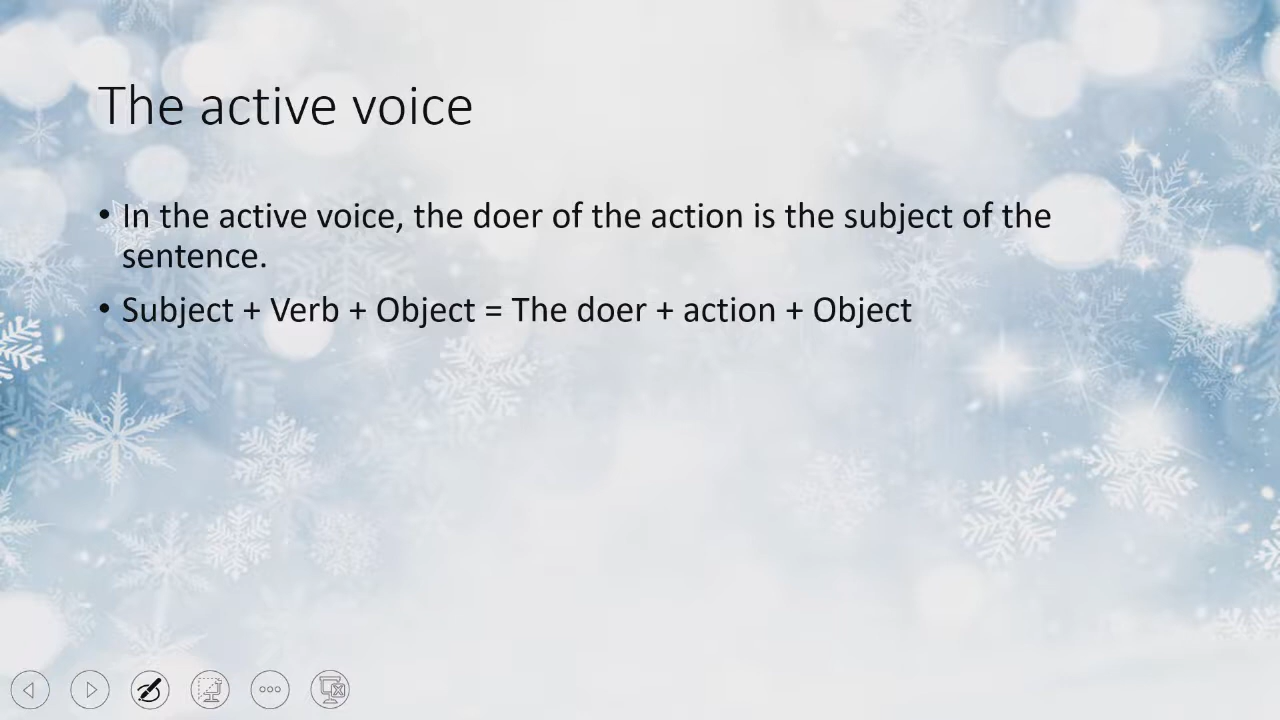 The active voice
• In the active voice, the doer of the action is the subject of the
sentence.
• Subject + Verb + Object = The doer + action + Object